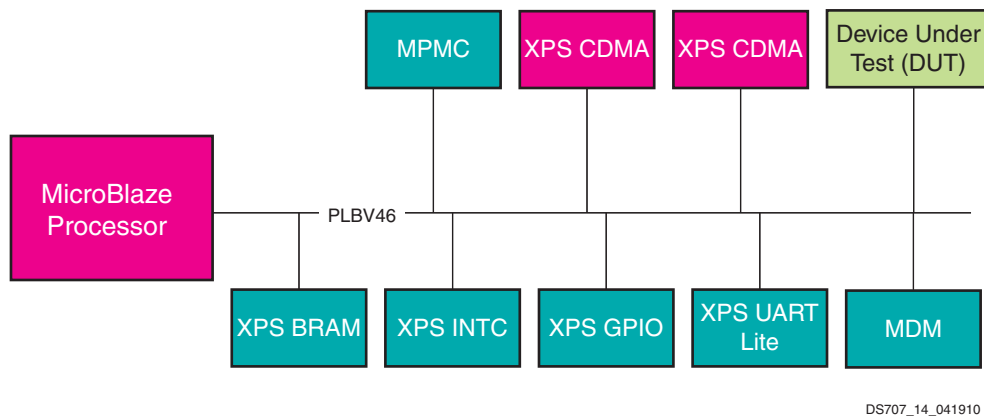 MPMC
XPS CDMA
XPS CDMA
Device Under
Test (DUT)
MicroBlaze
Processor
PLBV46
XPS BRAM
XPS INTC
XPS GPIO
XPS UART
Lite
MDM
DS707_14_041910